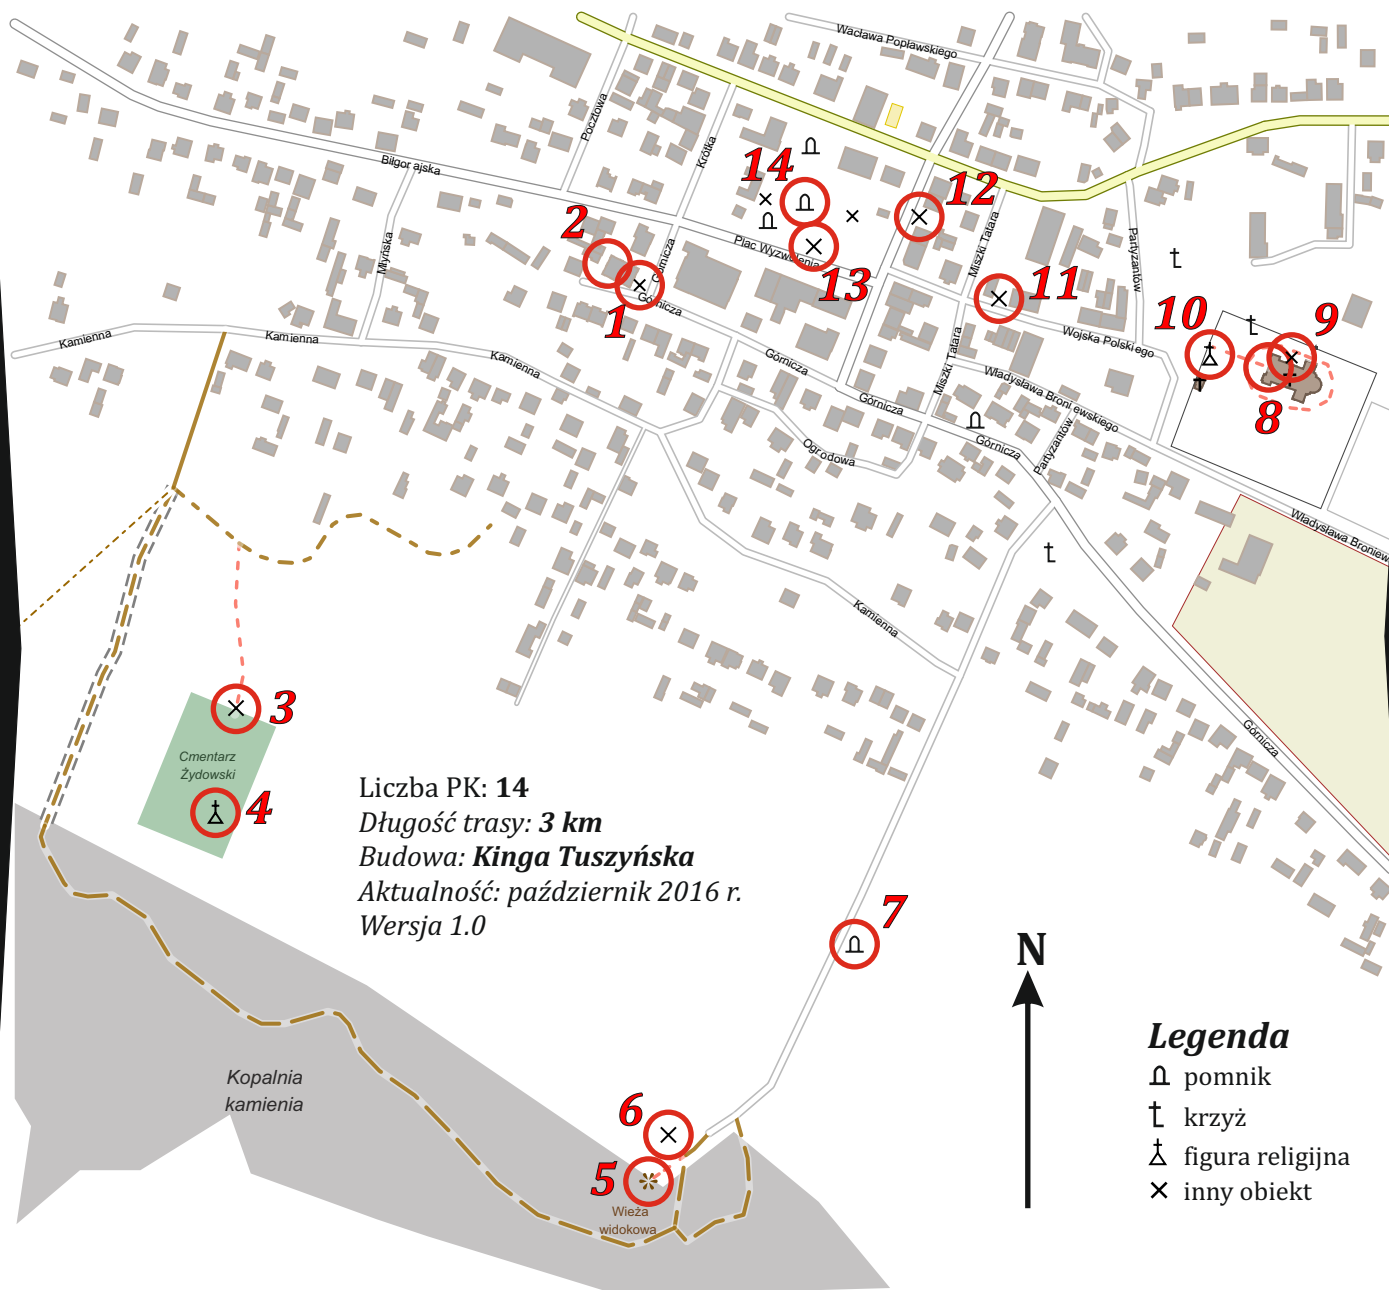 Wacława Popławskiego
Pocztowa
Krótka
Biłgorajska
14
12
2
Miszki Tatara
Partyzantów
Młyńska
Górnicza
Plac Wyzwolenia
13
11
1
Górnicza
10
9
Kamienna
Kamienna
Kamienna
Górnicza
Miszki Tatara
Wojska Polskiego
Władysława Broniewskiego
8
Górnicza
Górnicza
Partyzantów
Ogrodowa
Władysława Broniew
Kamienna
3
Górnicza
Cmentarz
Żydowski
4
Liczba PK: 14
Długość trasy: 3 km
Budowa: Kinga Tuszyńska
Aktualność: październik 2016 r.
Wersja 1.0
7
N
Legenda
pomnik
krzyż
figura religijna
inny obiekt
Kopalnia
kamienia
6
5
Wieża
widokowa